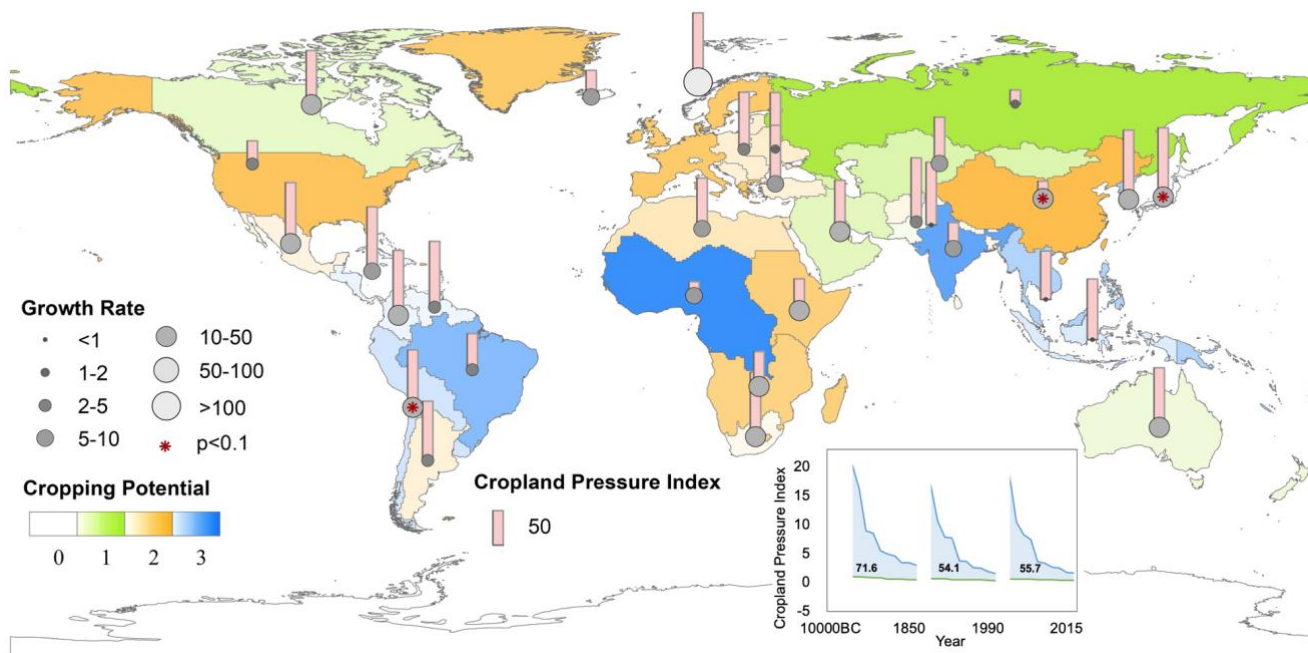 Growth Rate
<1
1-2
2-5
5-10
10-50
50-100
>100
p<0.1
Cropping Potential
0 1 2 3
Cropland Pressure Index
50
Cropland Pressure Index
20
15
10
5
0
-5
71.6
54.1
55.7
10000BC 1850 1990 2015
Year